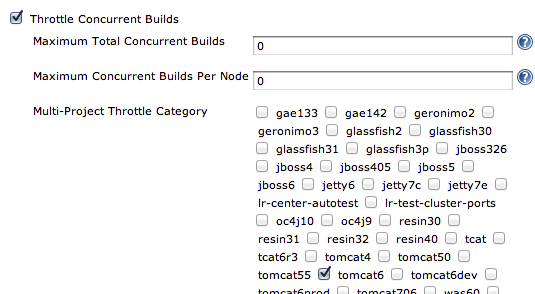 Throttle Concurrent Builds
Maximum Total Concurrent Builds
0
Maximum Concurrent Builds Per Node
0
Multi-Project Throttle Category
gae133 gae142 geronimo2
geronimo3 glassfish2 glassfish30
glassfish31 glassfish3p jboss326
jboss4 jboss405 jboss5
jboss6 jetty6 jetty7c jetty7e
lr-center-autotest lr-test-cluster-ports
oc4j10 oc4j9 resin30
resin31 resin32 resin40 tcat
tcat6r3 tomcat4 tomcat50
tomcat55 tomcat6 tomcat6dev
tomcat6prod tomcat706 was60